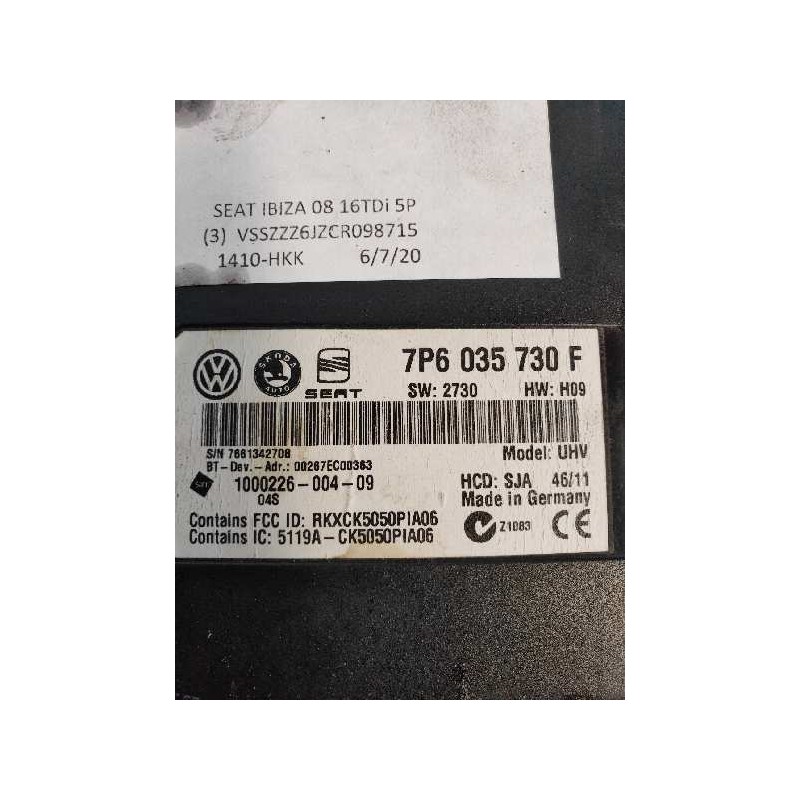 SEAT IBIZA 08 16TDi 5P
(3) VSSZZZ6JZCR098715
1410-HKK 6/7/20
7P6 035 730 F
SKODA
AUTO
SEAT
SW: 2730 HW: H09
S/N 7661342708
Model: UHV
BT-Dev.-Adr.: 00267EC00363
1000226-004-09
HCD: SJA 46/11
04S
Made in Germany
Contains FCC ID: RKXCK5050PIA06
Contains IC: 5119A-CK5050PIA06
Z1083
CE